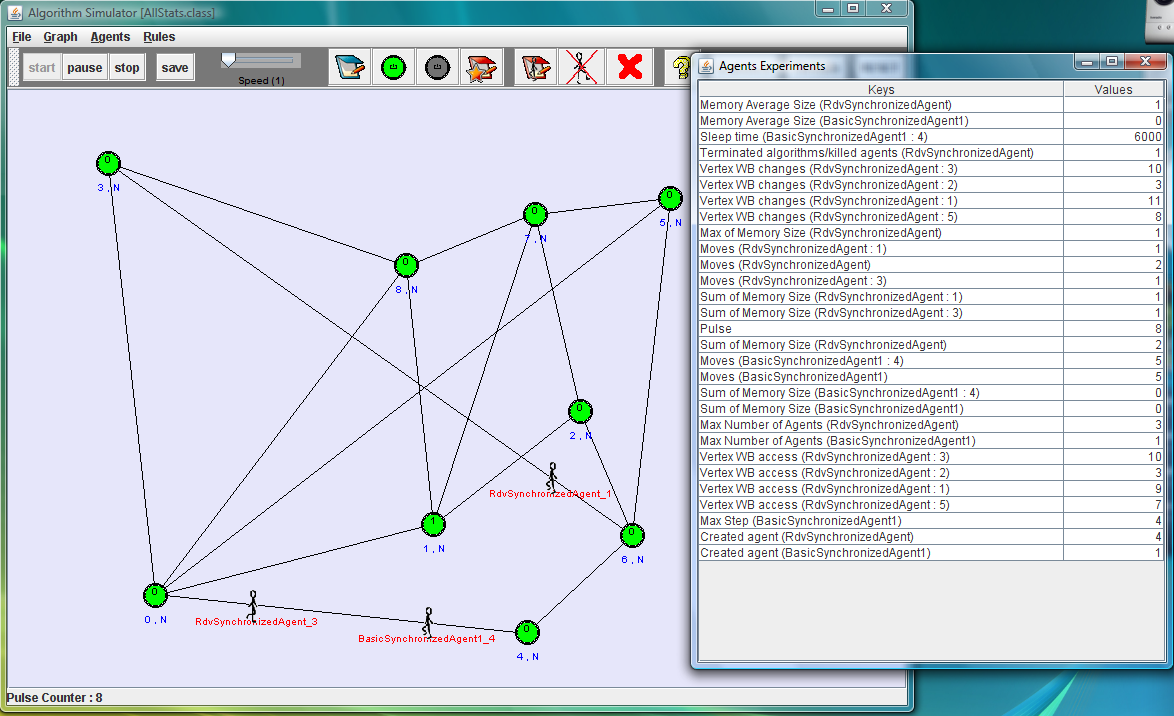 Algorithm Simulator [AllStats.class]
File Graph Agents Rules
start pause stop save
Speed (1)
0
3 , N
0
7 , N
0
5 , N
0
8 , N
0
2 , N
RdvSynchronizedAgent_1
1
1 , N
0
6 , N
0
0 , N
RdvSynchronizedAgent_3
BasicSynchronizedAgent1_4
0
4 , N
Pulse Counter : 8
Agents Experiments
Keys Values
Memory Average Size (RdvSynchronizedAgent) 1
Memory Average Size (BasicSynchronizedAgent1) 0
Sleep time (BasicSynchronizedAgent1 : 4) 6000
Terminated algorithms/killed agents (RdvSynchronizedAgent) 1
Vertex WB changes (RdvSynchronizedAgent : 3) 10
Vertex WB changes (RdvSynchronizedAgent : 2) 3
Vertex WB changes (RdvSynchronizedAgent : 1) 11
Vertex WB changes (RdvSynchronizedAgent : 5) 8
Max of Memory Size (RdvSynchronizedAgent) 1
Moves (RdvSynchronizedAgent : 1) 1
Moves (RdvSynchronizedAgent) 2
Moves (RdvSynchronizedAgent : 3) 1
Sum of Memory Size (RdvSynchronizedAgent : 1) 1
Sum of Memory Size (RdvSynchronizedAgent : 3) 1
Pulse 8
Sum of Memory Size (RdvSynchronizedAgent) 2
Moves (BasicSynchronizedAgent1 : 4) 5
Moves (BasicSynchronizedAgent1) 5
Sum of Memory Size (BasicSynchronizedAgent1 : 4) 0
Sum of Memory Size (BasicSynchronizedAgent1) 0
Max Number of Agents (RdvSynchronizedAgent) 3
Max Number of Agents (BasicSynchronizedAgent1) 1
Vertex WB access (RdvSynchronizedAgent : 3) 10
Vertex WB access (RdvSynchronizedAgent : 2) 3
Vertex WB access (RdvSynchronizedAgent : 1) 9
Vertex WB access (RdvSynchronizedAgent : 5) 7
Max Step (BasicSynchronizedAgent1) 4
Created agent (RdvSynchronizedAgent) 4
Created agent (BasicSynchronizedAgent1) 1